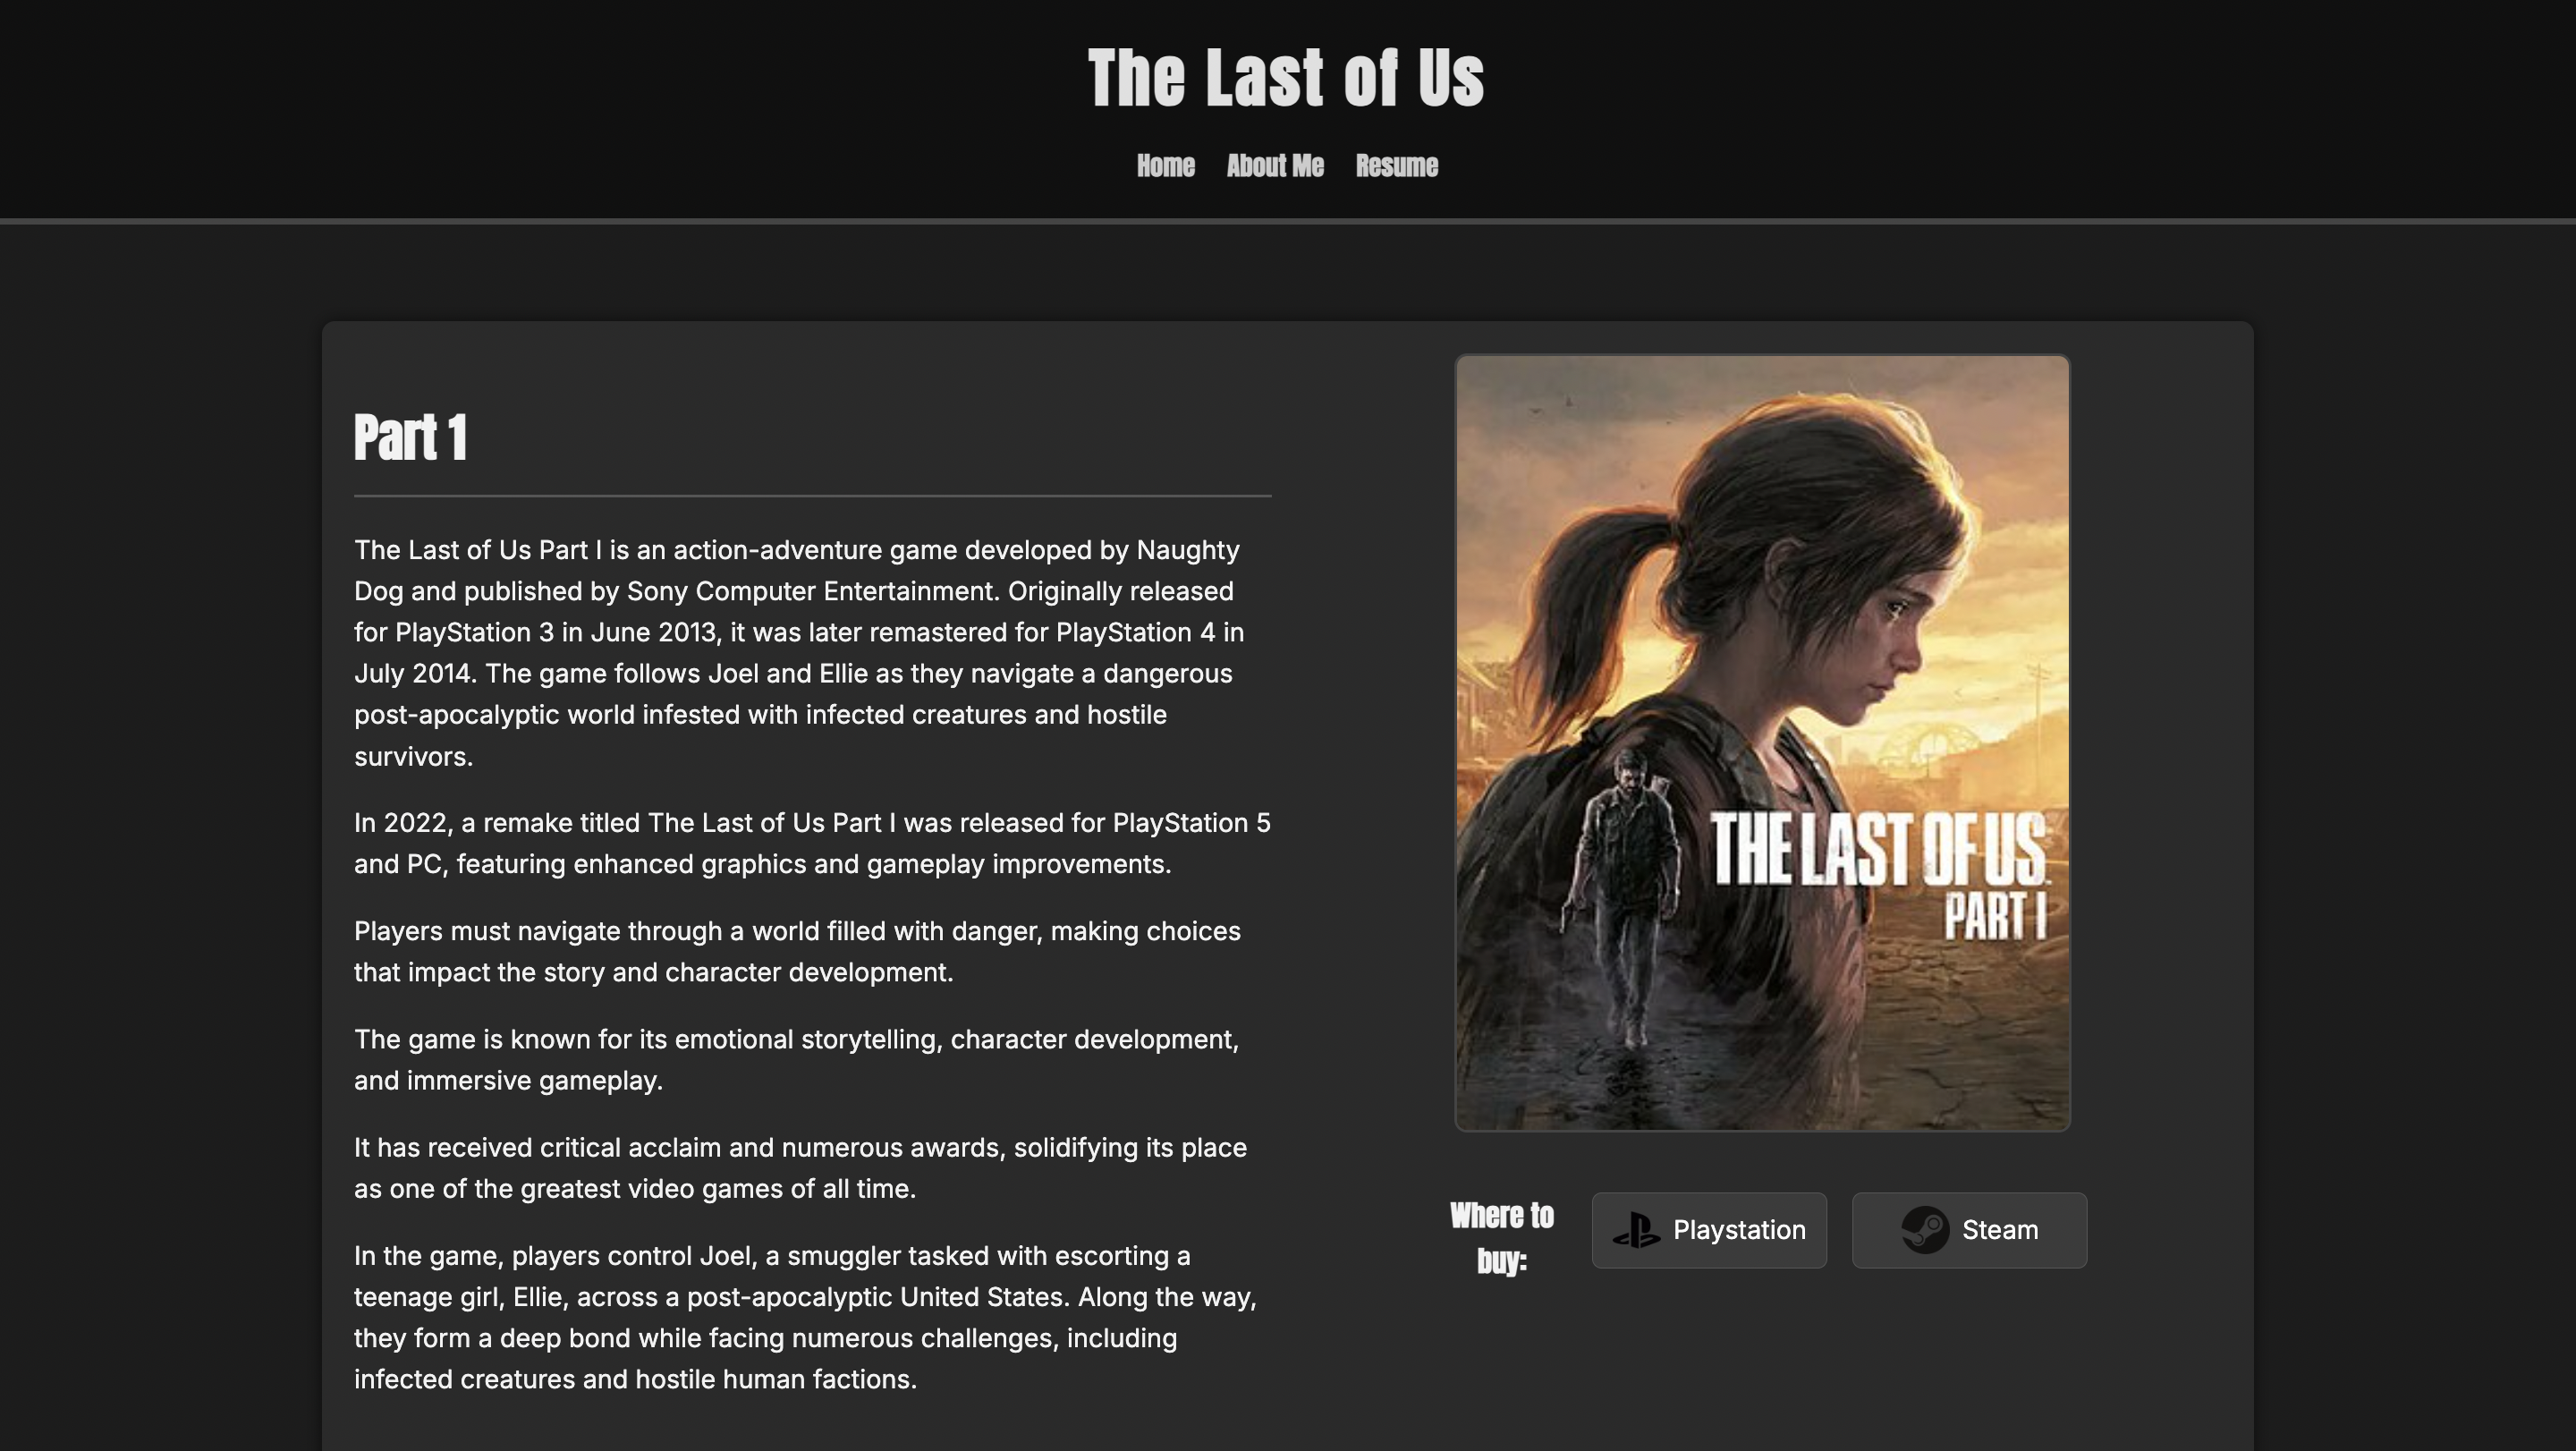 The Last of Us
Home About Me Resume
Part 1
The Last of Us Part I is an action-adventure game developed by Naughty
Dog and published by Sony Computer Entertainment. Originally released
for PlayStation 3 in June 2013, it was later remastered for PlayStation 4 in
July 2014. The game follows Joel and Ellie as they navigate a dangerous
post-apocalyptic world infested with infected creatures and hostile
survivors.
In 2022, a remake titled The Last of Us Part I was released for PlayStation 5
and PC, featuring enhanced graphics and gameplay improvements.
Players must navigate through a world filled with danger, making choices
that impact the story and character development.
The game is known for its emotional storytelling, character development,
and immersive gameplay.
It has received critical acclaim and numerous awards, solidifying its place
as one of the greatest video games of all time.
In the game, players control Joel, a smuggler tasked with escorting a
teenage girl, Ellie, across a post-apocalyptic United States. Along the way,
they form a deep bond while facing numerous challenges, including
infected creatures and hostile human factions.
THE LAST OF US
PART I
Where to
buy:
Playstation
Steam